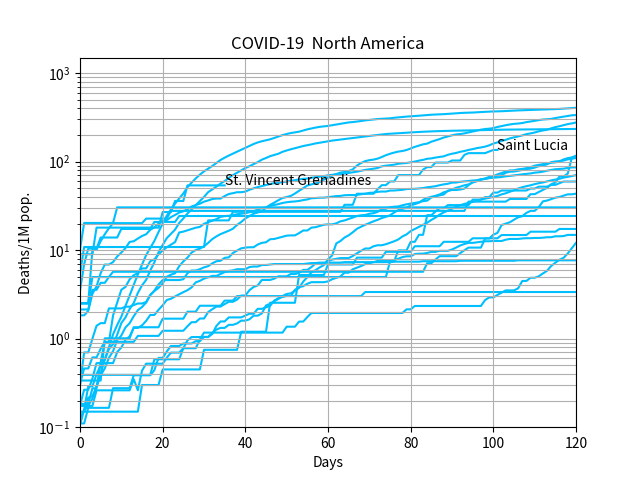 COVID-19 North America
10³
10²
10¹
10⁰
10⁻¹
Deaths/1M pop.
Saint Lucia
St. Vincent Grenadines
0 20 40 60 80 100 120
Days